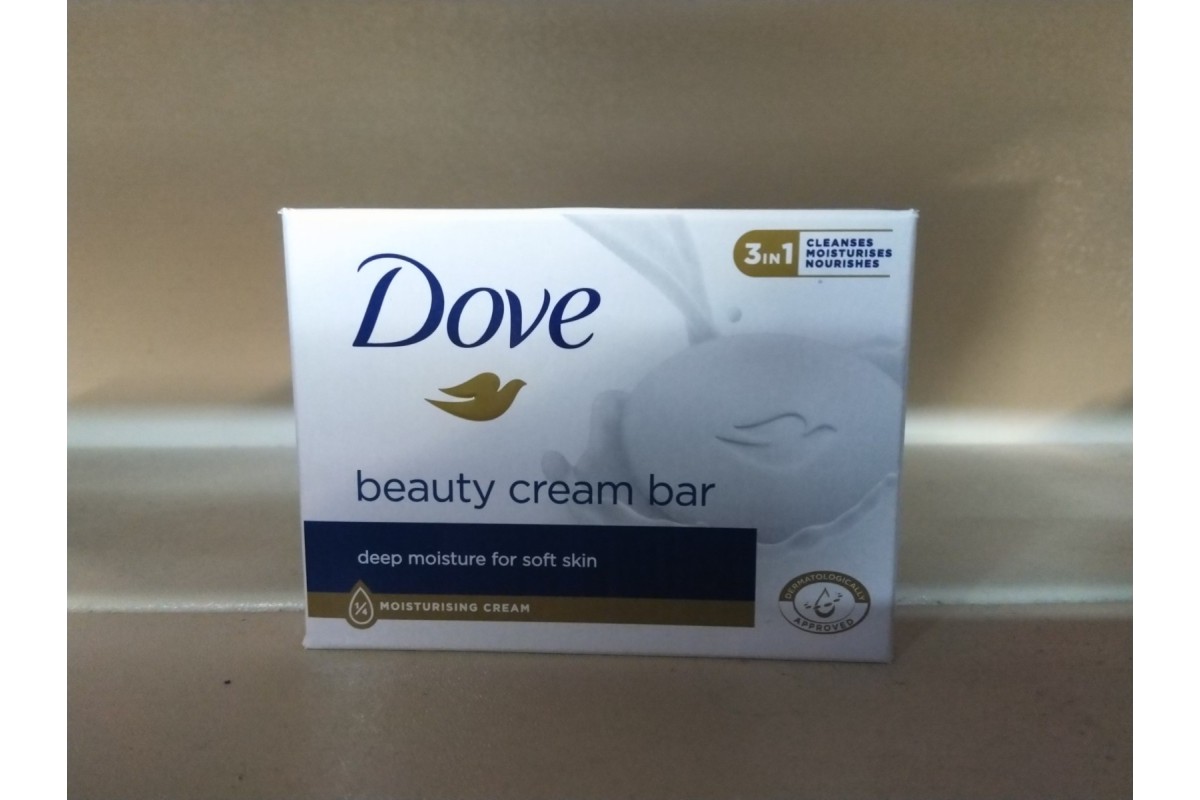 Dove
3IN1
CLEANSES
MOISTURISES
NOURISHES
beauty cream bar
deep moisture for soft skin
1/4 MOISTURISING CREAM
DERMATOLOGICALLY
APPROVED